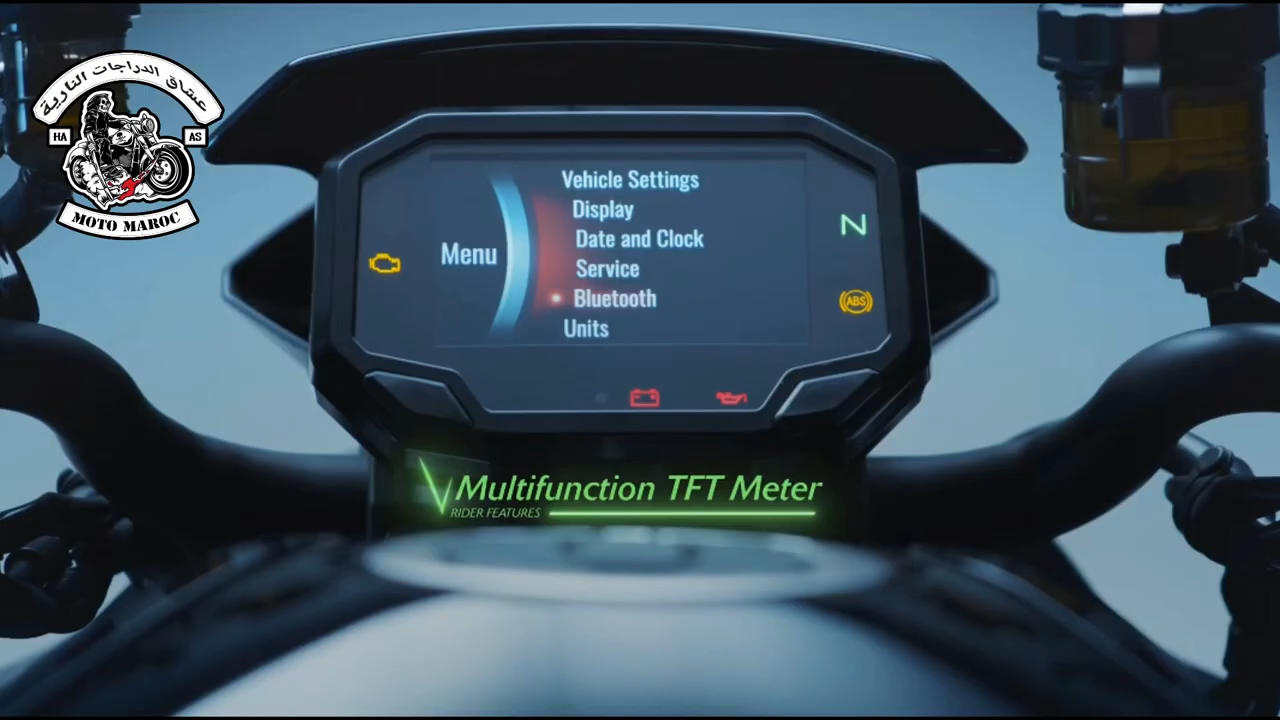 عشاق الدراجات النارية
HA
AS
MOTO MAROC
Menu
Vehicle Settings
Display
Date and Clock
Service
Bluetooth
Units
N
ABS
Multifunction TFT Meter
RIDER FEATURES